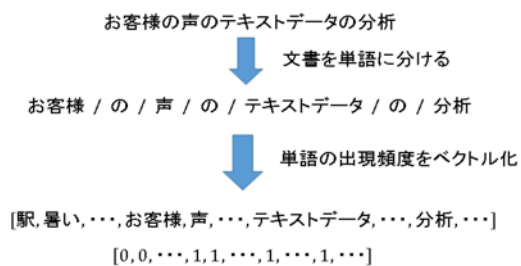 お客様の声のテキストデータの分析
文書を単語に分ける
お客様 / の / 声 / の / テキストデータ / の / 分析
単語の出現頻度をベクトル化
[駅,暑い,･･･,お客様,声,･･･,テキストデータ,･･･,分析,･･･]
[0,0,･･･,1,1,･･･,1,･･･,1,･･･]